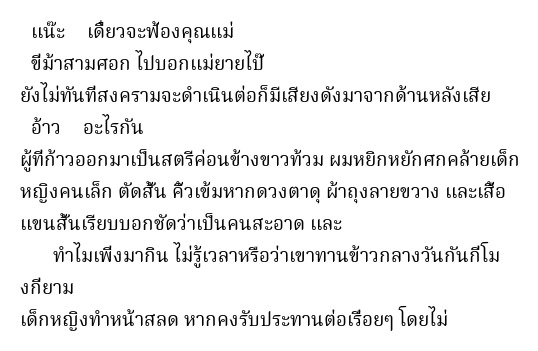 แน๊ะ เดี๋ยวจะฟ้องคุณแม่
ขี่ม้าสามศอก ไปบอกแม่ยายไป๊
ยังไม่ทันที่สงครามจะดำเนินต่อก็มีเสียงดังมาจากด้านหลังเสีย
อ้าว อะไรกัน
ผู้ที่ก้าวออกมาเป็นสตรีค่อนข้างขาวท้วม ผมหยิกหยักศกคล้ายเด็ก
หญิงคนเล็ก ตัดสั้น คิ้วเข้มหากดวงตาดุ ผ้าถุงลายขวาง และเสื้อ
แขนสั้นเรียบบอกชัดว่าเป็นคนสะอาด และ
ทำไมเพิ่งมากิน ไม่รู้เวลาหรือว่าเขาทานข้าวกลางวันกันกี่โม
งกี่ยาม
เด็กหญิงทำหน้าสลด หากคงรับประทานต่อเรื่อยๆ โดยไม่